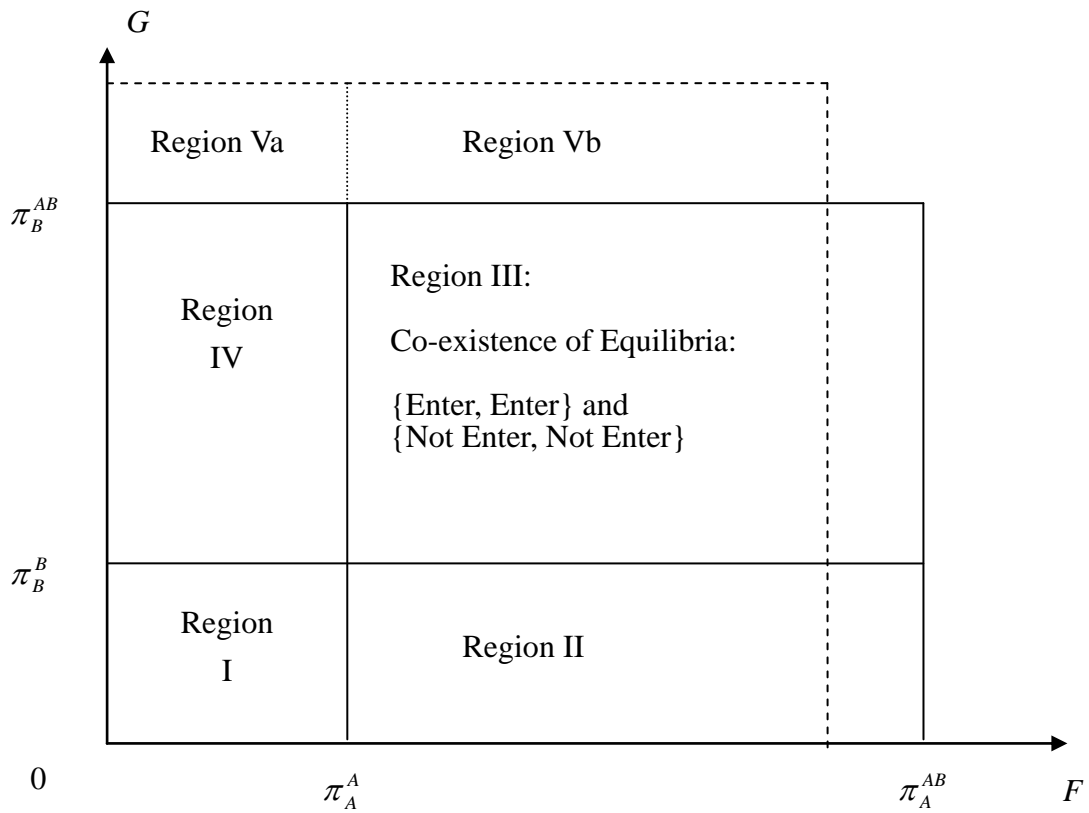 G
Region Va
Region Vb
π_B^{AB}
Region III:
Region
IV
Co-existence of Equilibria:
{Enter, Enter} and
{Not Enter, Not Enter}
π_B^B
Region
I
Region II
0
π_A^A
π_A^{AB}
F